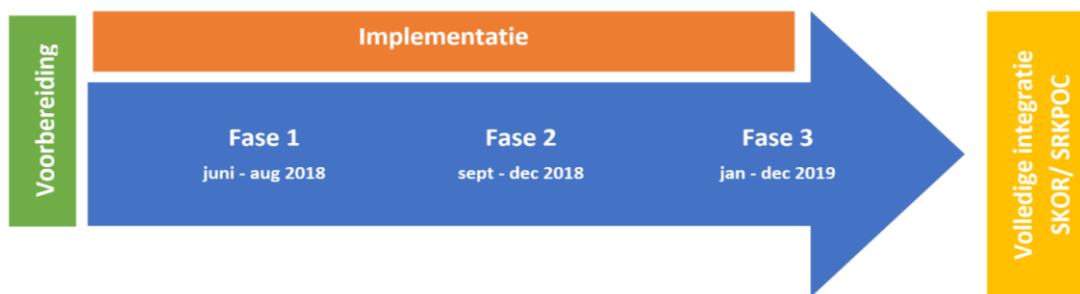 Voorbereiding
Implementatie
Fase 1
juni - aug 2018
Fase 2
sept - dec 2018
Fase 3
jan - dec 2019
Volledige integratie
SKOR/ SRKPOC